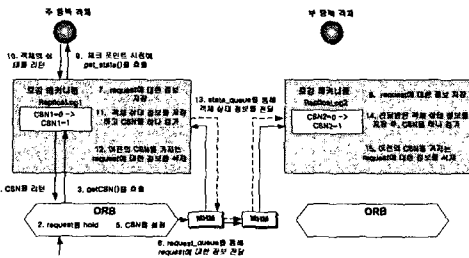 주 중복 객체
부 중복 객체
10. 객체의 상태를 리턴
9. 체크 포인트 시점에 get_state()를 호출
로깅 메커니즘
ReplicaLog1
CSN1=0 -> CSN1=1
7. request에 대한 정보 저장
11. 객체 상태 정보를 저장하고 CSN을 하나 증가
12. 이전의 CSN을 가지는 request에 대한 정보를 삭제
13. state_queue를 통해 객체 상태 정보를 전달
로깅 메커니즘
ReplicaLog2
CSN2=0 -> CSN2=1
8. request에 대한 정보 저장
14. 전달받은 객체 상태 정보를 저장 후, CSN을 하나 증가
15. 이전의 CSN을 가지는 request에 대한 정보를 삭제
CSN을 리턴
3. getCSN()을 호출
ORB
2. request를 hold
5. CSN을 설정
ORB
6. request_queue를 통해 request에 대한 정보 전달